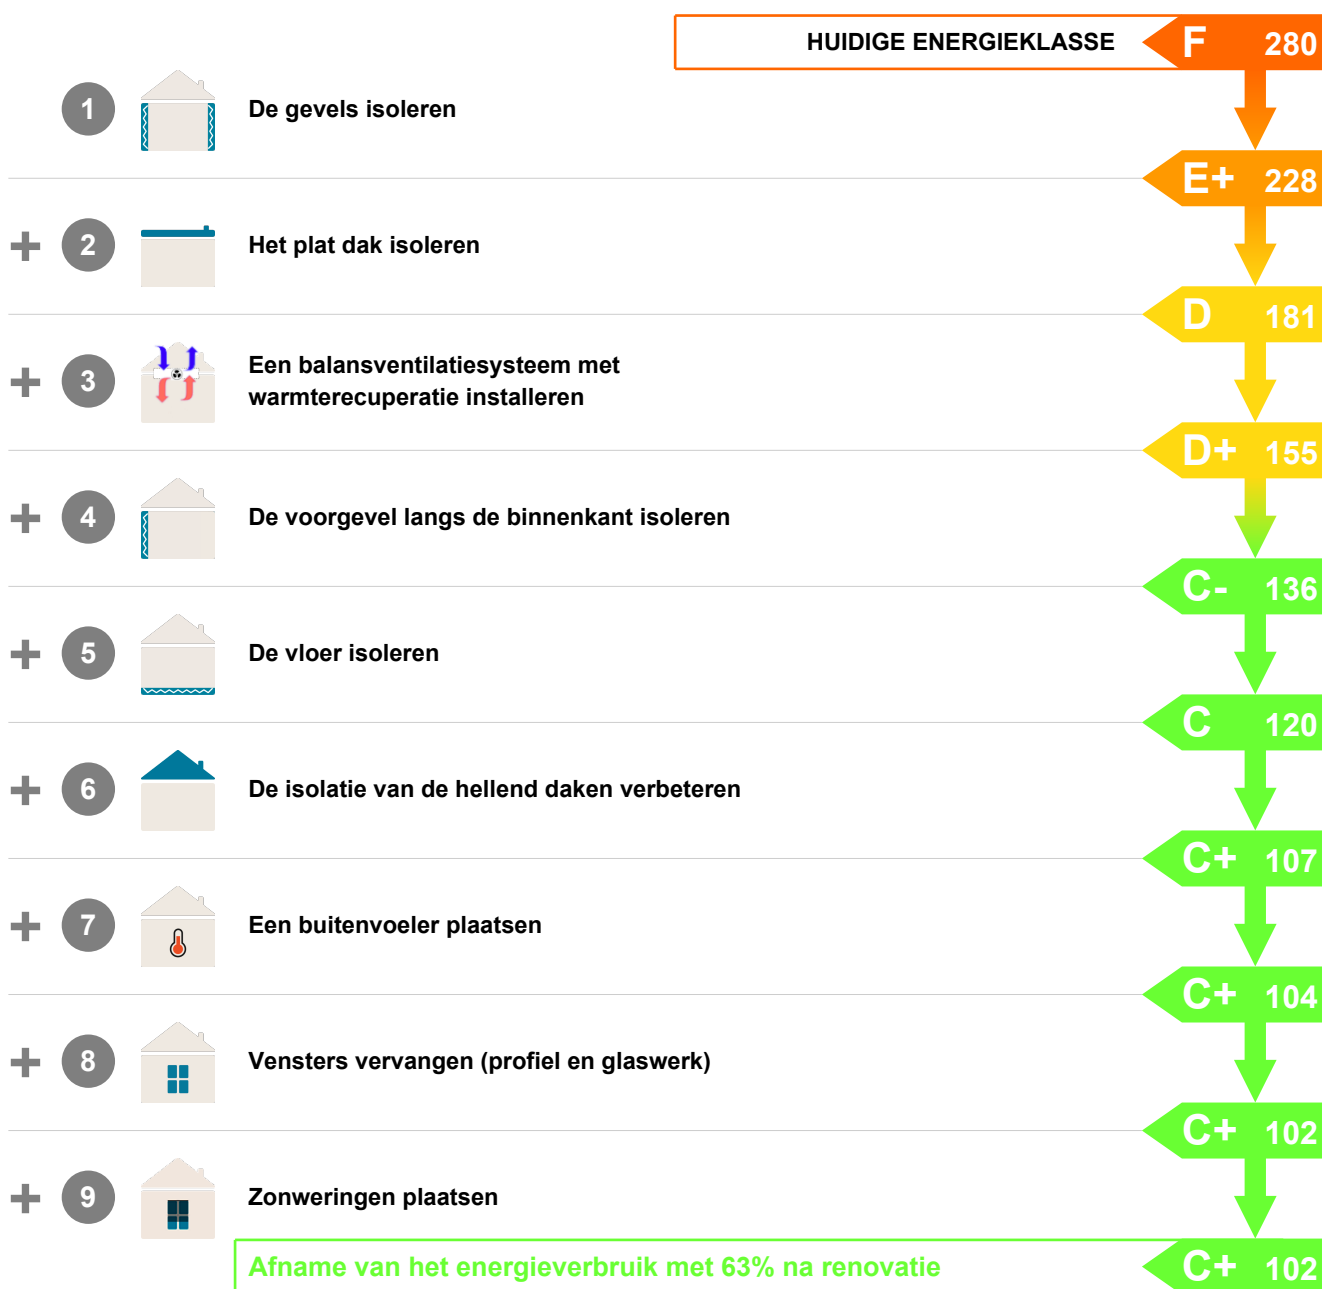 HUIDIGE ENERGIEKLASSE F 280
1 De gevels isoleren
E+ 228
+ 2 Het plat dak isoleren
D 181
+ 3 Een balansventilatiesysteem met
warmterecuperatie installeren
D+ 155
+ 4 De voorgevel langs de binnenkant isoleren
C- 136
+ 5 De vloer isoleren
C 120
+ 6 De isolatie van de hellend daken verbeteren
C+ 107
+ 7 Een buitenvoeler plaatsen
C+ 104
+ 8 Vensters vervangen (profiel en glaswerk)
C+ 102
+ 9 Zonweringen plaatsen
Afname van het energieverbruik met 63% na renovatie C+ 102